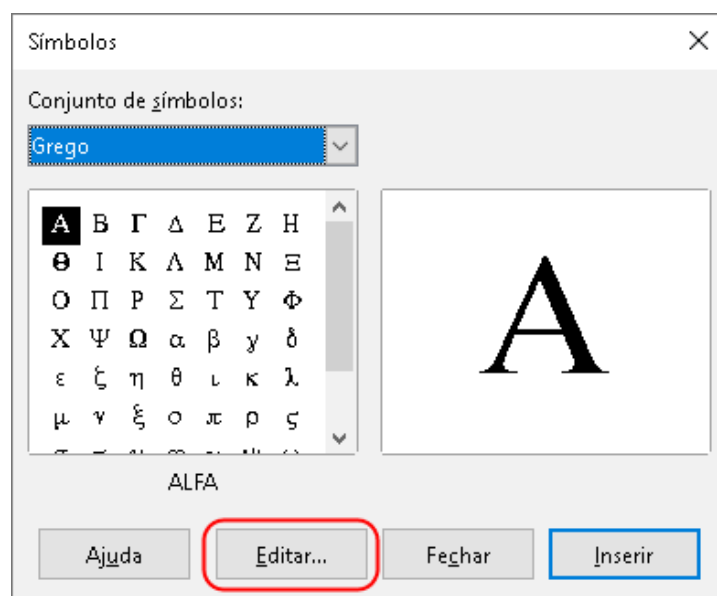 Símbolos
Conjunto de símbolos:
Grego
Α Β Γ Δ Ε Ζ Η
Θ Ι Κ Λ Μ Ν Ξ
Ο Π Ρ Σ Τ Υ Φ
Χ Ψ Ω α β γ δ
ε ζ η θ ι κ λ
μ ν ξ ο π ρ ς
Α
ALFA
Ajuda
Editar...
Fechar
Inserir